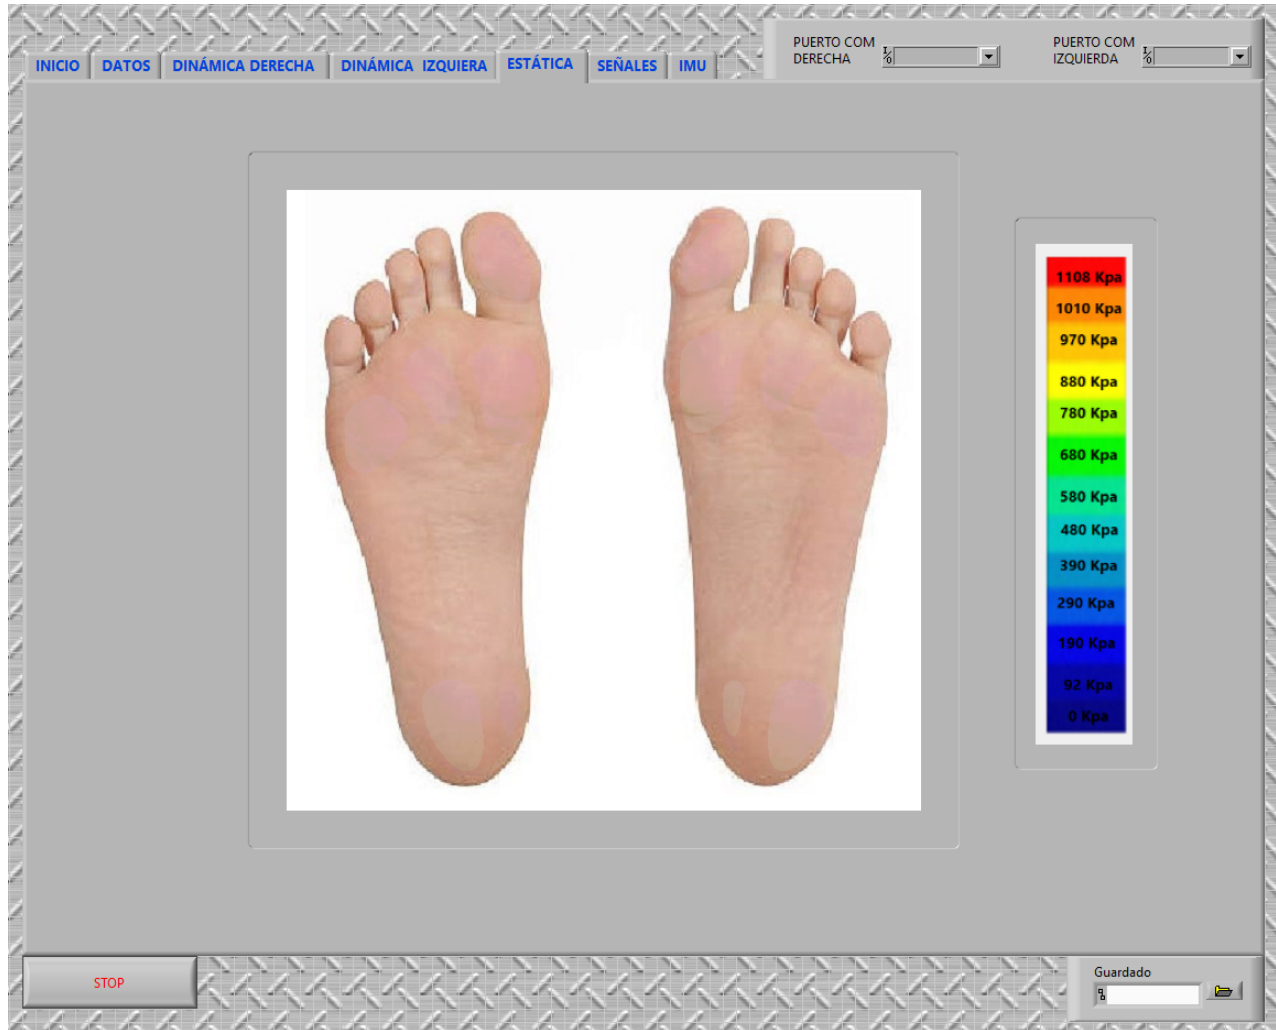 INICIO
DATOS
DINÁMICA DERECHA
DINÁMICA IZQUIERA
ESTÁTICA
SEÑALES
IMU
PUERTO COM
DERECHA
PUERTO COM
IZQUIERDA
1108 Kpa
1010 Kpa
970 Kpa
880 Kpa
780 Kpa
680 Kpa
580 Kpa
480 Kpa
390 Kpa
290 Kpa
190 Kpa
92 Kpa
0 Kpa
STOP
Guardado